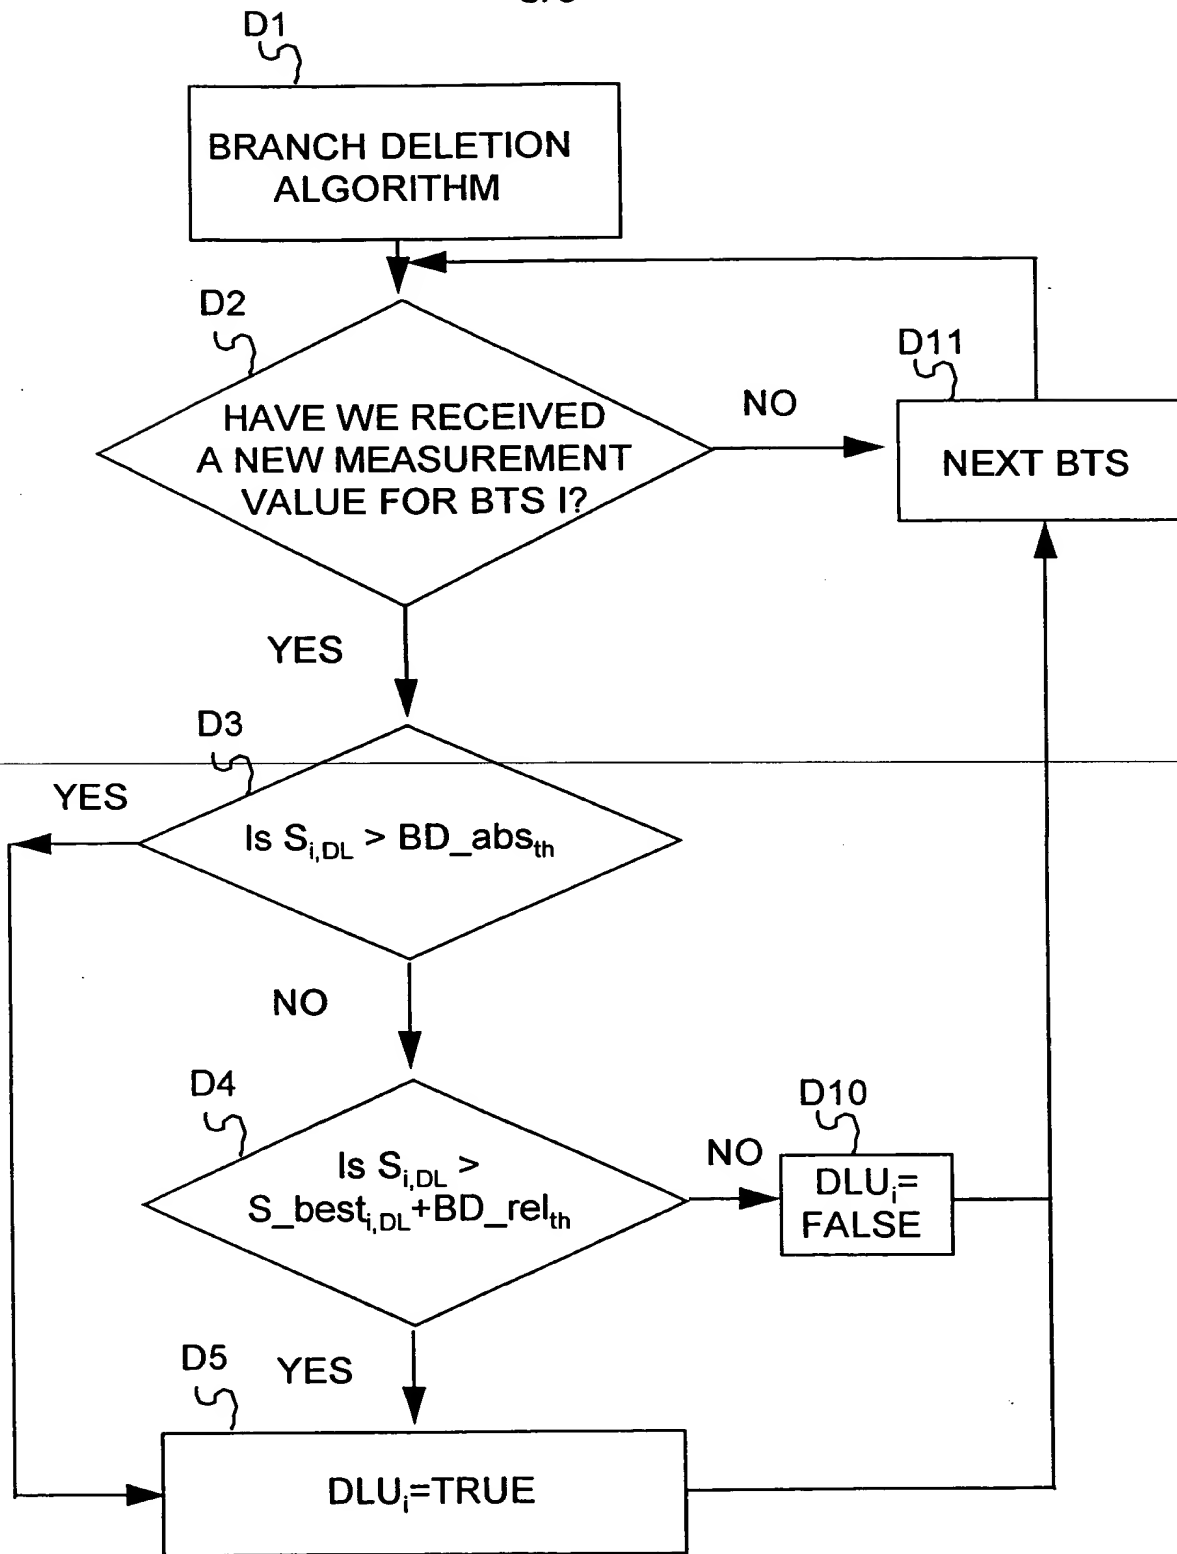 D1
BRANCH DELETION
ALGORITHM
D2
HAVE WE RECEIVED
A NEW MEASUREMENT
VALUE FOR BTS I?
NO
D11
NEXT BTS
YES
D3
YES
Is S_{i,DL} > BD_abs_{th}
NO
D4
Is S_{i,DL} >
S_best_{i,DL}+BD_rel_{th}
NO
D10
DLU_i=
FALSE
YES
D5
DLU_i=TRUE